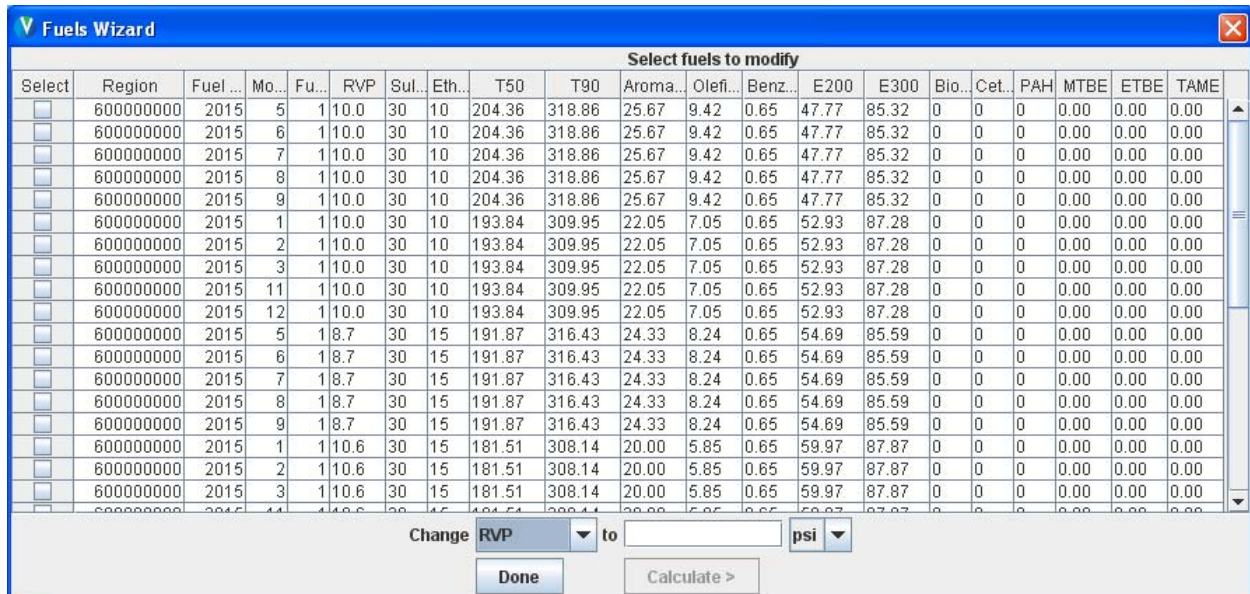 Fuels Wizard
Select fuels to modify
Select Region Fuel ... Mo... Fu... RVP Sul... Eth... T50 T90 Aroma... Olefi... Benz... E200 E300 Bio... Cet... PAH MTBE ETBE TAME
600000000 2015 5 1 10.0 30 10 204.36 318.86 25.67 9.42 0.65 47.77 85.32 0 0 0 0.00 0.00 0.00
600000000 2015 6 1 10.0 30 10 204.36 318.86 25.67 9.42 0.65 47.77 85.32 0 0 0 0.00 0.00 0.00
600000000 2015 7 1 10.0 30 10 204.36 318.86 25.67 9.42 0.65 47.77 85.32 0 0 0 0.00 0.00 0.00
600000000 2015 8 1 10.0 30 10 204.36 318.86 25.67 9.42 0.65 47.77 85.32 0 0 0 0.00 0.00 0.00
600000000 2015 9 1 10.0 30 10 204.36 318.86 25.67 9.42 0.65 47.77 85.32 0 0 0 0.00 0.00 0.00
600000000 2015 1 1 10.0 30 10 193.84 309.95 22.05 7.05 0.65 52.93 87.28 0 0 0 0.00 0.00 0.00
600000000 2015 2 1 10.0 30 10 193.84 309.95 22.05 7.05 0.65 52.93 87.28 0 0 0 0.00 0.00 0.00
600000000 2015 3 1 10.0 30 10 193.84 309.95 22.05 7.05 0.65 52.93 87.28 0 0 0 0.00 0.00 0.00
600000000 2015 11 1 10.0 30 10 193.84 309.95 22.05 7.05 0.65 52.93 87.28 0 0 0 0.00 0.00 0.00
600000000 2015 12 1 10.0 30 10 193.84 309.95 22.05 7.05 0.65 52.93 87.28 0 0 0 0.00 0.00 0.00
600000000 2015 5 1 8.7 30 15 191.87 316.43 24.33 8.24 0.65 54.69 85.59 0 0 0 0.00 0.00 0.00
600000000 2015 6 1 8.7 30 15 191.87 316.43 24.33 8.24 0.65 54.69 85.59 0 0 0 0.00 0.00 0.00
600000000 2015 7 1 8.7 30 15 191.87 316.43 24.33 8.24 0.65 54.69 85.59 0 0 0 0.00 0.00 0.00
600000000 2015 8 1 8.7 30 15 191.87 316.43 24.33 8.24 0.65 54.69 85.59 0 0 0 0.00 0.00 0.00
600000000 2015 9 1 8.7 30 15 191.87 316.43 24.33 8.24 0.65 54.69 85.59 0 0 0 0.00 0.00 0.00
600000000 2015 1 1 10.6 30 15 181.51 308.14 20.00 5.85 0.65 59.97 87.87 0 0 0 0.00 0.00 0.00
600000000 2015 2 1 10.6 30 15 181.51 308.14 20.00 5.85 0.65 59.97 87.87 0 0 0 0.00 0.00 0.00
600000000 2015 3 1 10.6 30 15 181.51 308.14 20.00 5.85 0.65 59.97 87.87 0 0 0 0.00 0.00 0.00
Change RVP to psi
Done Calculate >